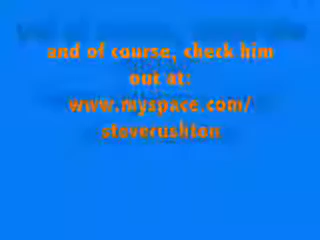 and of course, check him
out at:
www.myspace.com/
steverushton